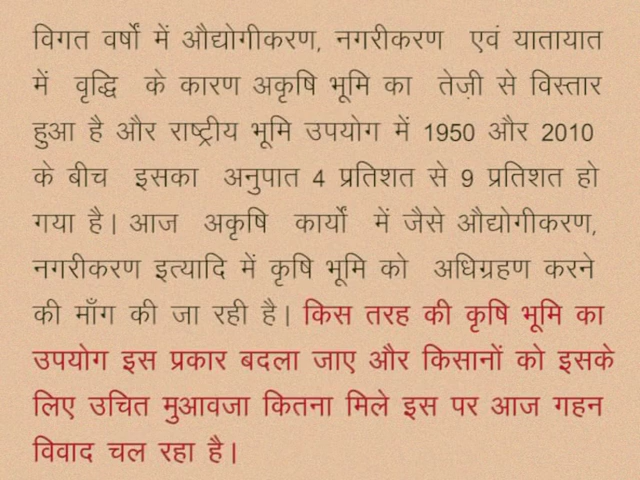 विगत वर्षों में औद्योगीकरण, नगरीकरण एवं यातायात
में वृद्धि के कारण अकृषि भूमि का तेज़ी से विस्तार
हुआ है और राष्ट्रीय भूमि उपयोग में 1950 और 2010
के बीच इसका अनुपात 4 प्रतिशत से 9 प्रतिशत हो
गया है। आज अकृषि कार्यों में जैसे औद्योगीकरण,
नगरीकरण इत्यादि में कृषि भूमि को अधिग्रहण करने
की माँग की जा रही है। किस तरह की कृषि भूमि का
उपयोग इस प्रकार बदला जाए और किसानों को इसके
लिए उचित मुआवजा कितना मिले इस पर आज गहन
विवाद चल रहा है।